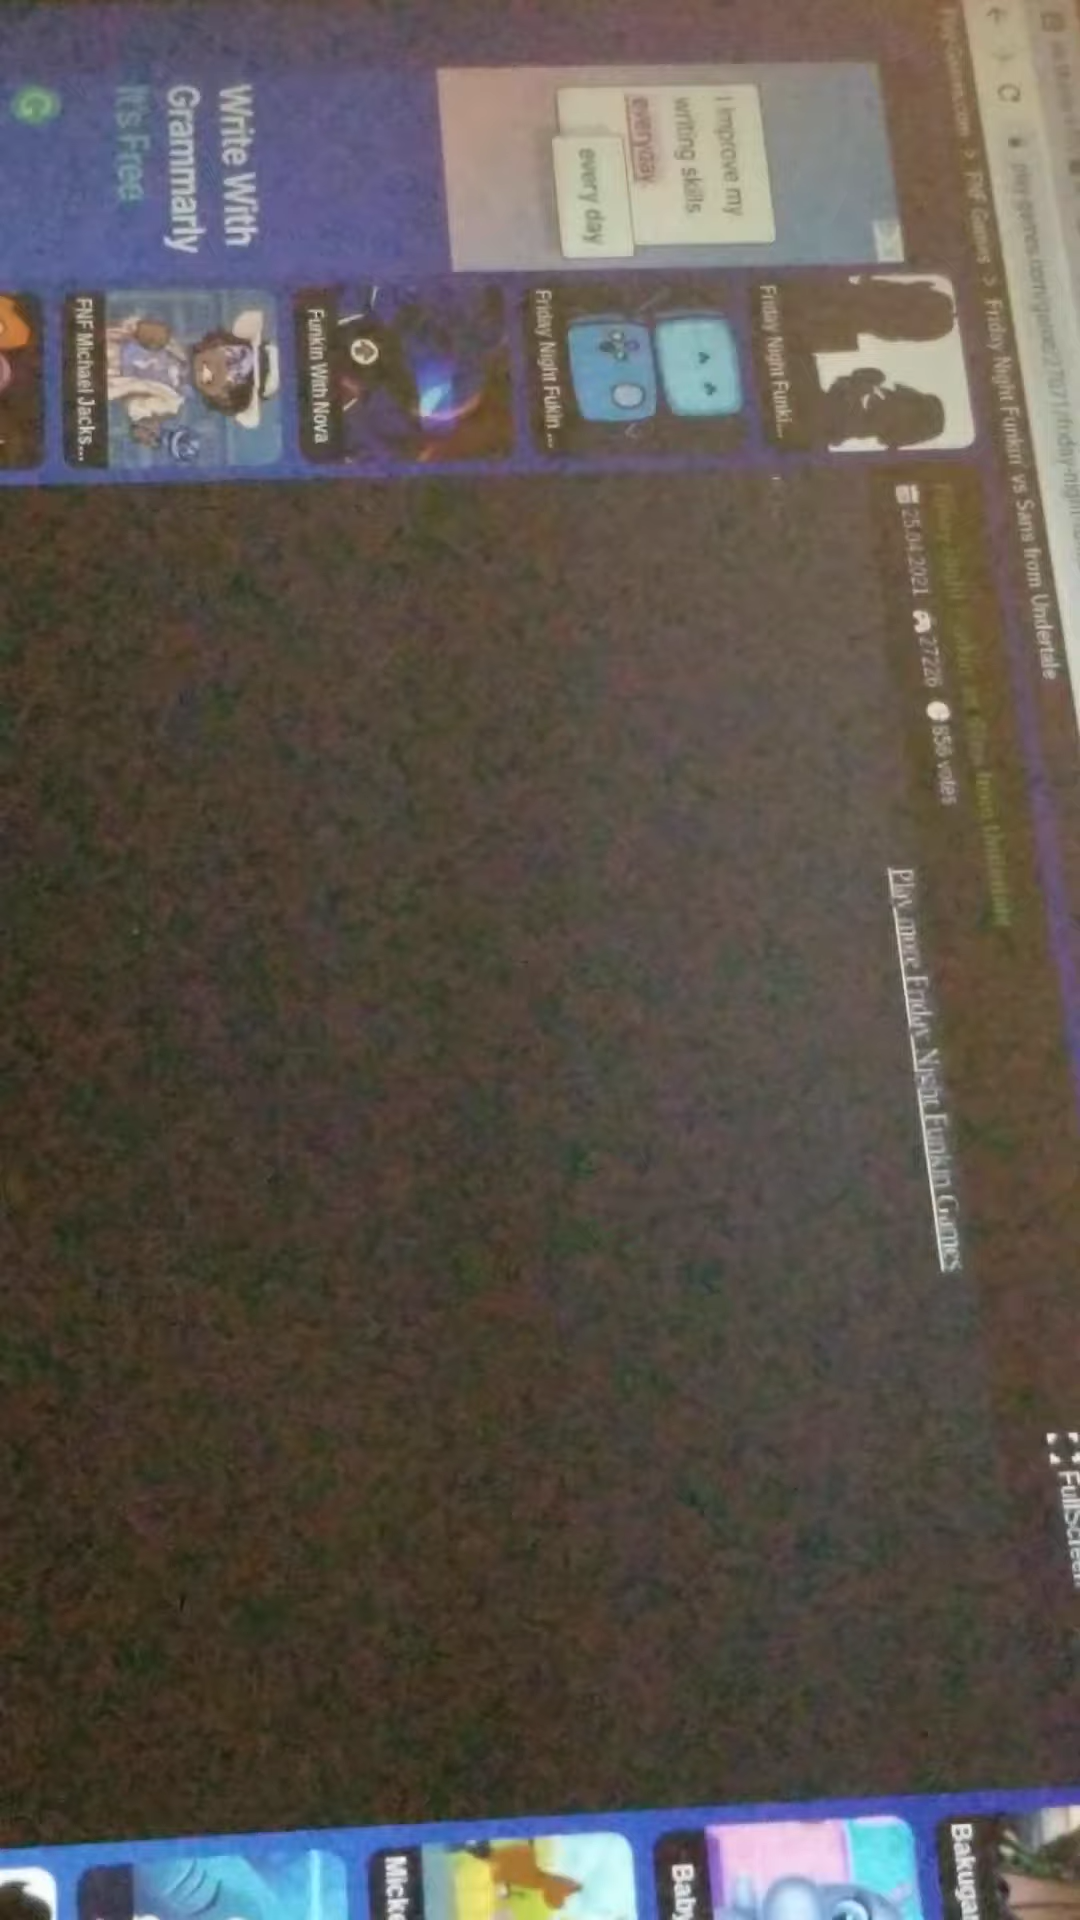 Friday Night Funkin' vs Sans from Undertale
> FNF Games >
25.04.2021 27226 856 votes
Play more Friday Night Funkin Games
FullScreen
I improve my
writing skills
everyday
every day
Write With
Grammarly
It's Free
G
Friday Night Funki...
Friday Night Fukin ...
Funkin With Nova
FNF Michael Jacks...
Bakugan
Baby
Micke